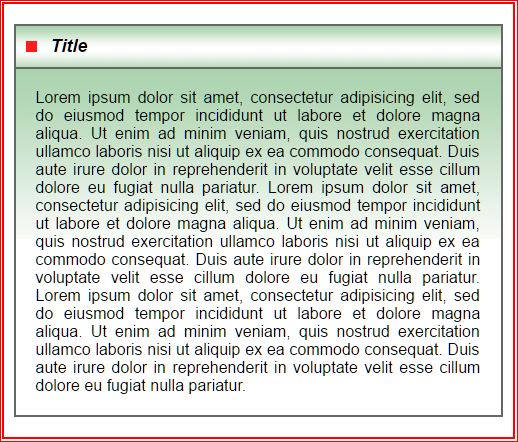 Title
Lorem ipsum dolor sit amet, consectetur adipisicing elit, sed
do eiusmod tempor incididunt ut labore et dolore magna
aliqua. Ut enim ad minim veniam, quis nostrud exercitation
ullamco laboris nisi ut aliquip ex ea commodo consequat. Duis
aute irure dolor in reprehenderit in voluptate velit esse cillum
dolore eu fugiat nulla pariatur. Lorem ipsum dolor sit amet,
consectetur adipisicing elit, sed do eiusmod tempor incididunt
ut labore et dolore magna aliqua. Ut enim ad minim veniam,
quis nostrud exercitation ullamco laboris nisi ut aliquip ex ea
commodo consequat. Duis aute irure dolor in reprehenderit in
voluptate velit esse cillum dolore eu fugiat nulla pariatur.
Lorem ipsum dolor sit amet, consectetur adipisicing elit, sed
do eiusmod tempor incididunt ut labore et dolore magna
aliqua. Ut enim ad minim veniam, quis nostrud exercitation
ullamco laboris nisi ut aliquip ex ea commodo consequat. Duis
aute irure dolor in reprehenderit in voluptate velit esse cillum
dolore eu fugiat nulla pariatur.